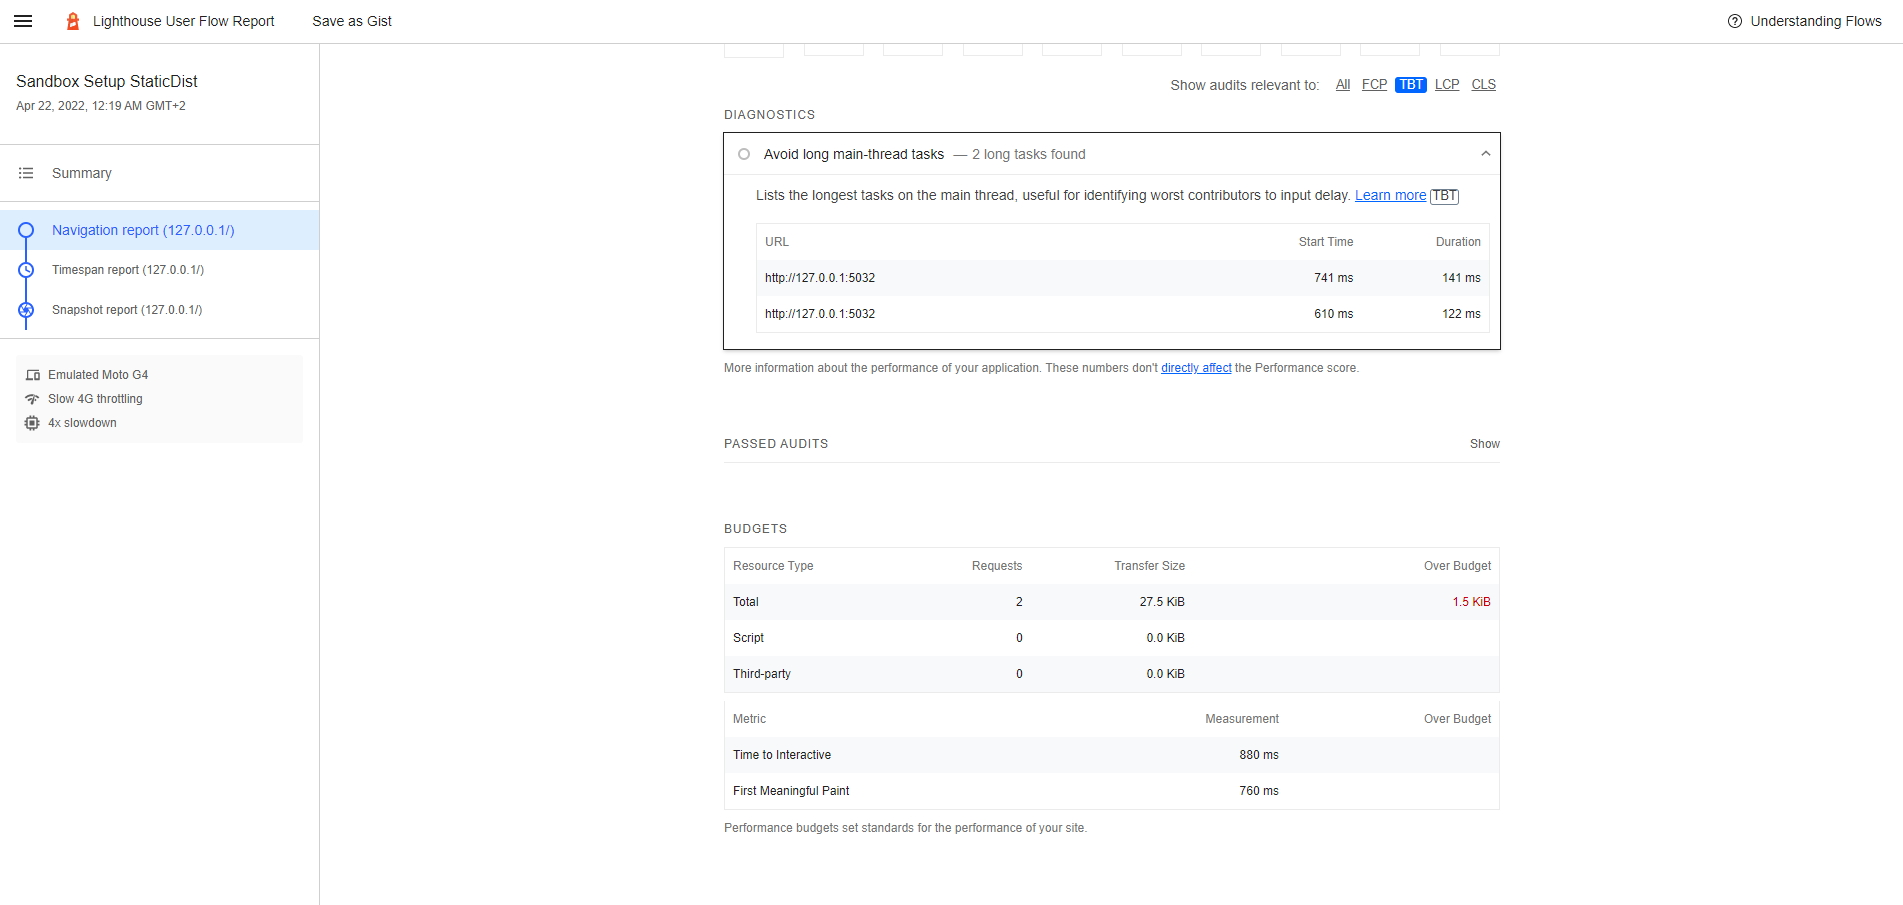 Lighthouse User Flow Report Save as Gist Understanding Flows
Sandbox Setup StaticDist
Apr 22, 2022, 12:19 AM GMT+2
Summary
Navigation report (127.0.0.1/)
Timespan report (127.0.0.1/)
Snapshot report (127.0.0.1/)
Emulated Moto G4
Slow 4G throttling
4x slowdown
Show audits relevant to: All FCP TBT LCP CLS
DIAGNOSTICS
Avoid long main-thread tasks — 2 long tasks found
Lists the longest tasks on the main thread, useful for identifying worst contributors to input delay. Learn more TBT
URL Start Time Duration
http://127.0.0.1:5032 741 ms 141 ms
http://127.0.0.1:5032 610 ms 122 ms
More information about the performance of your application. These numbers don't directly affect the Performance score.
PASSED AUDITS Show
BUDGETS
Resource Type Requests Transfer Size Over Budget
Total 2 27.5 KiB 1.5 KiB
Script 0 0.0 KiB
Third-party 0 0.0 KiB
Metric Measurement Over Budget
Time to Interactive 880 ms
First Meaningful Paint 760 ms
Performance budgets set standards for the performance of your site.